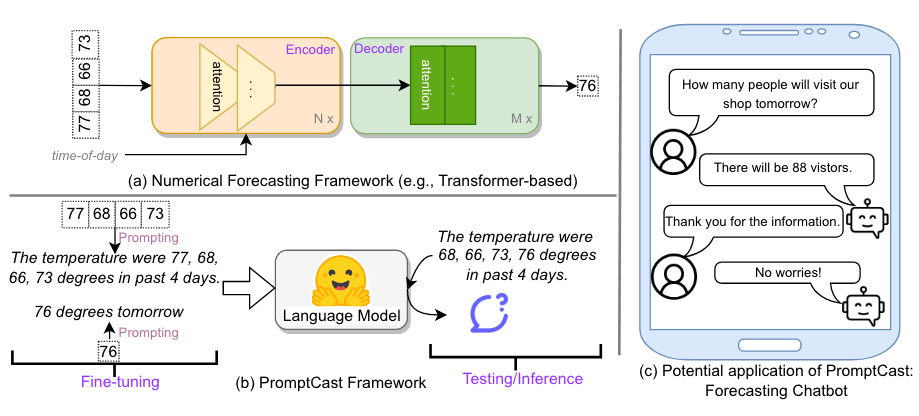 73
66
68
77
time-of-day
Encoder
attention
...
N x
Decoder
attention
...
M x
76
(a) Numerical Forecasting Framework (e.g., Transformer-based)
77 68 66 73
Prompting
The temperature were 77, 68,
66, 73 degrees in past 4 days.
76 degrees tomorrow
Prompting
76
Fine-tuning
Language Model
The temperature were
68, 66, 73, 76 degrees
in past 4 days.
?
Testing/Inference
(b) PromptCast Framework
How many people will visit our
shop tomorrow?
There will be 88 vistors.
Thank you for the information.
No worries!
(c) Potential application of PromptCast:
Forecasting Chatbot